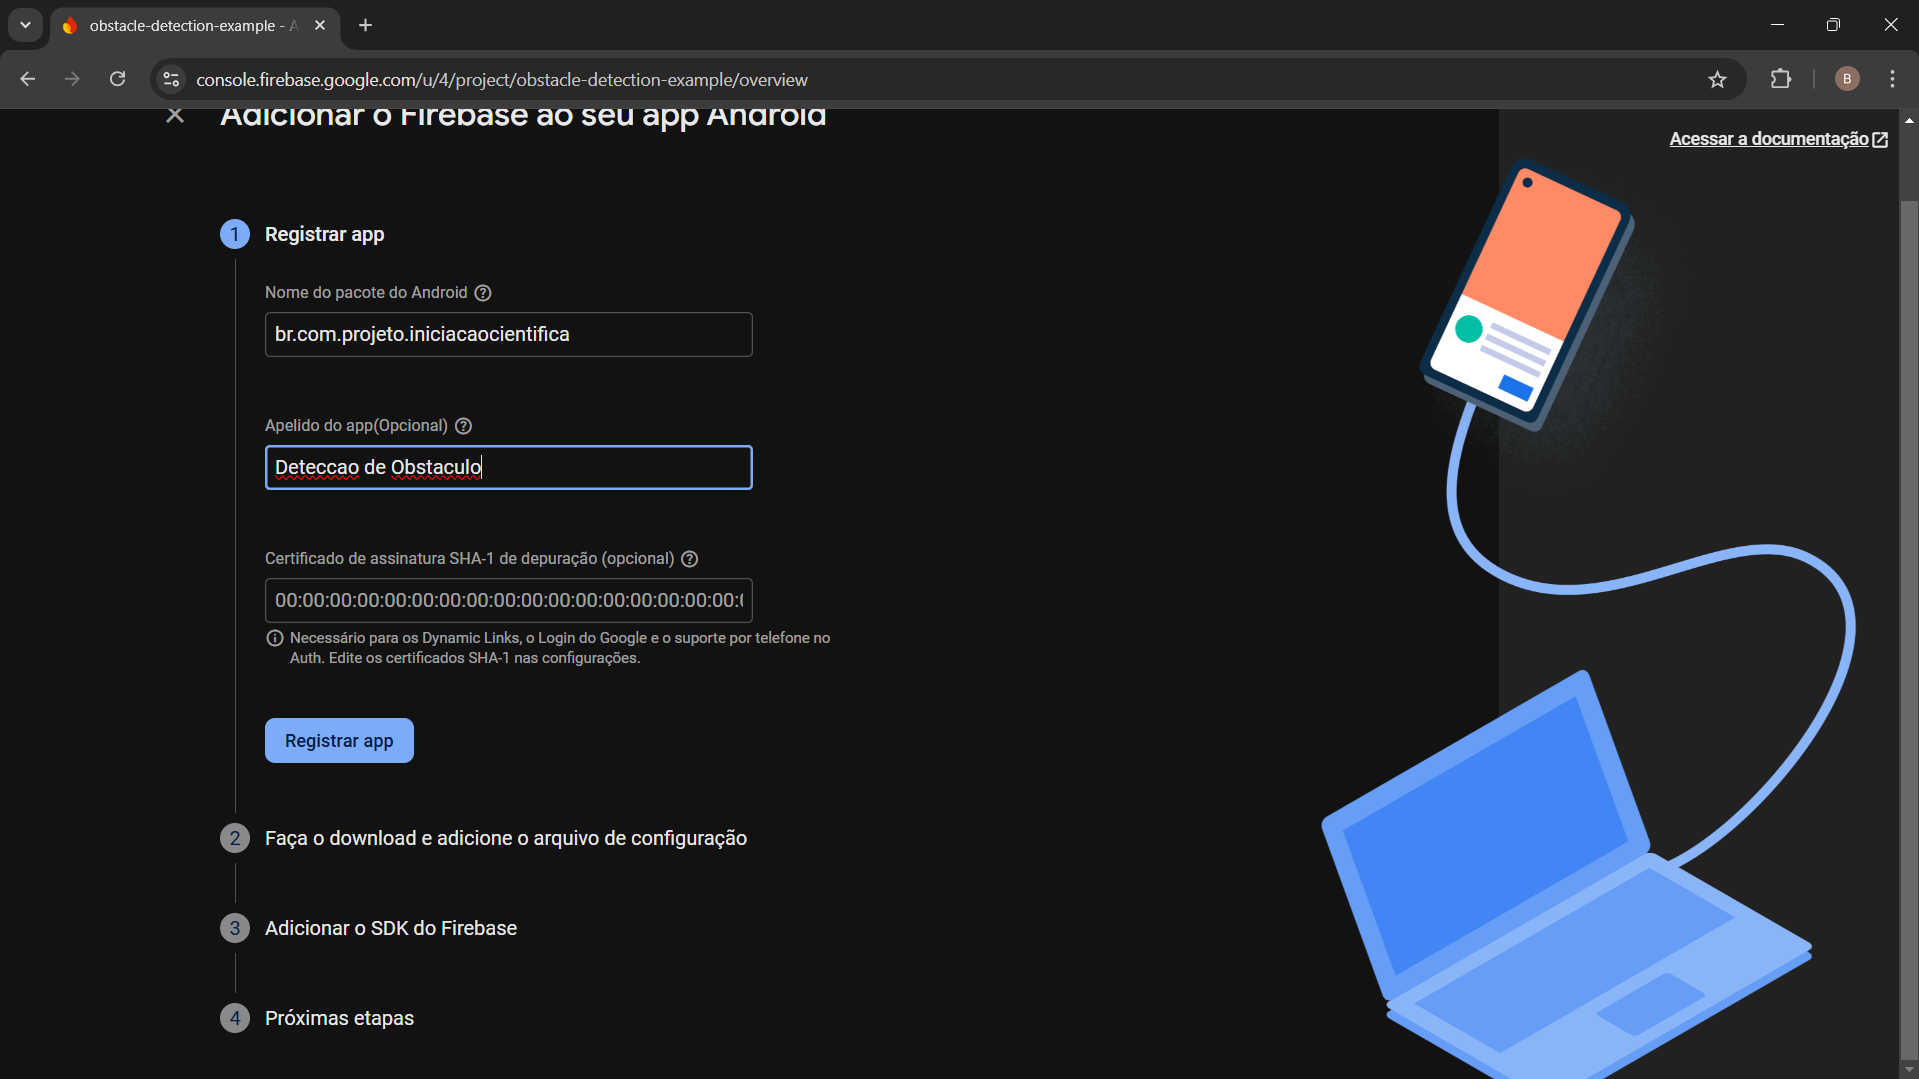 obstacle-detection-example - A
console.firebase.google.com/u/4/project/obstacle-detection-example/overview
B
Adicionar o Firebase ao seu app Android
Acessar a documentação
1 Registrar app
Nome do pacote do Android
br.com.projeto.iniciacaocientifica
Apelido do app(Opcional)
Deteccao de Obstaculo
Certificado de assinatura SHA-1 de depuração (opcional)
00:00:00:00:00:00:00:00:00:00:00:00:00:00:00:00:00:
Necessário para os Dynamic Links, o Login do Google e o suporte por telefone no
Auth. Edite os certificados SHA-1 nas configurações.
Registrar app
2 Faça o download e adicione o arquivo de configuração
3 Adicionar o SDK do Firebase
4 Próximas etapas